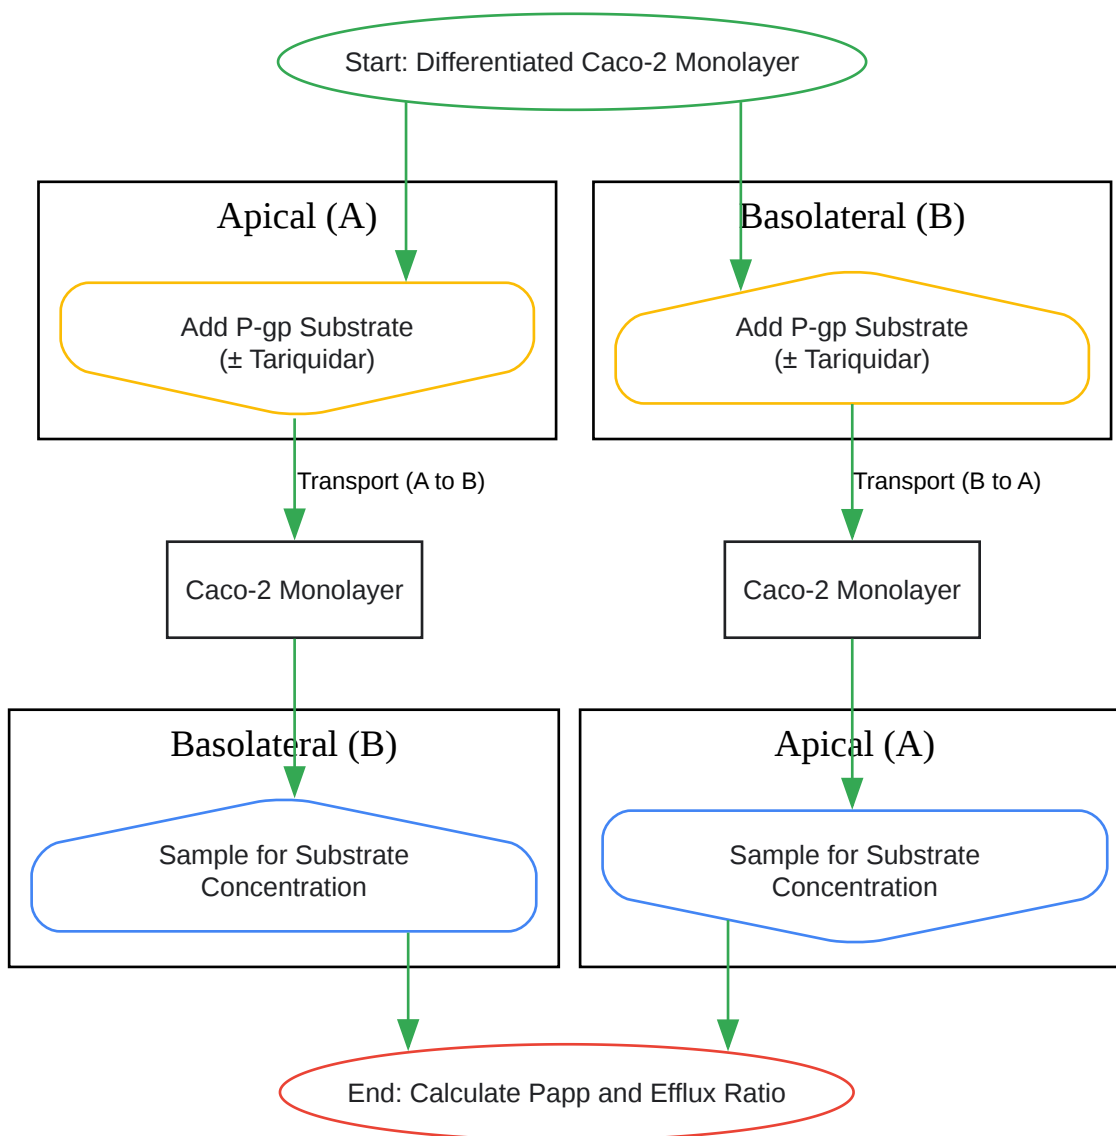 Start: Differentiated Caco-2 Monolayer
Apical (A)
Basolateral (B)
Add P-gp Substrate
(± Tariquidar)
Add P-gp Substrate
(± Tariquidar)
Transport (A to B)
Transport (B to A)
Caco-2 Monolayer
Caco-2 Monolayer
Basolateral (B)
Apical (A)
Sample for Substrate
Concentration
Sample for Substrate
Concentration
End: Calculate Papp and Efflux Ratio